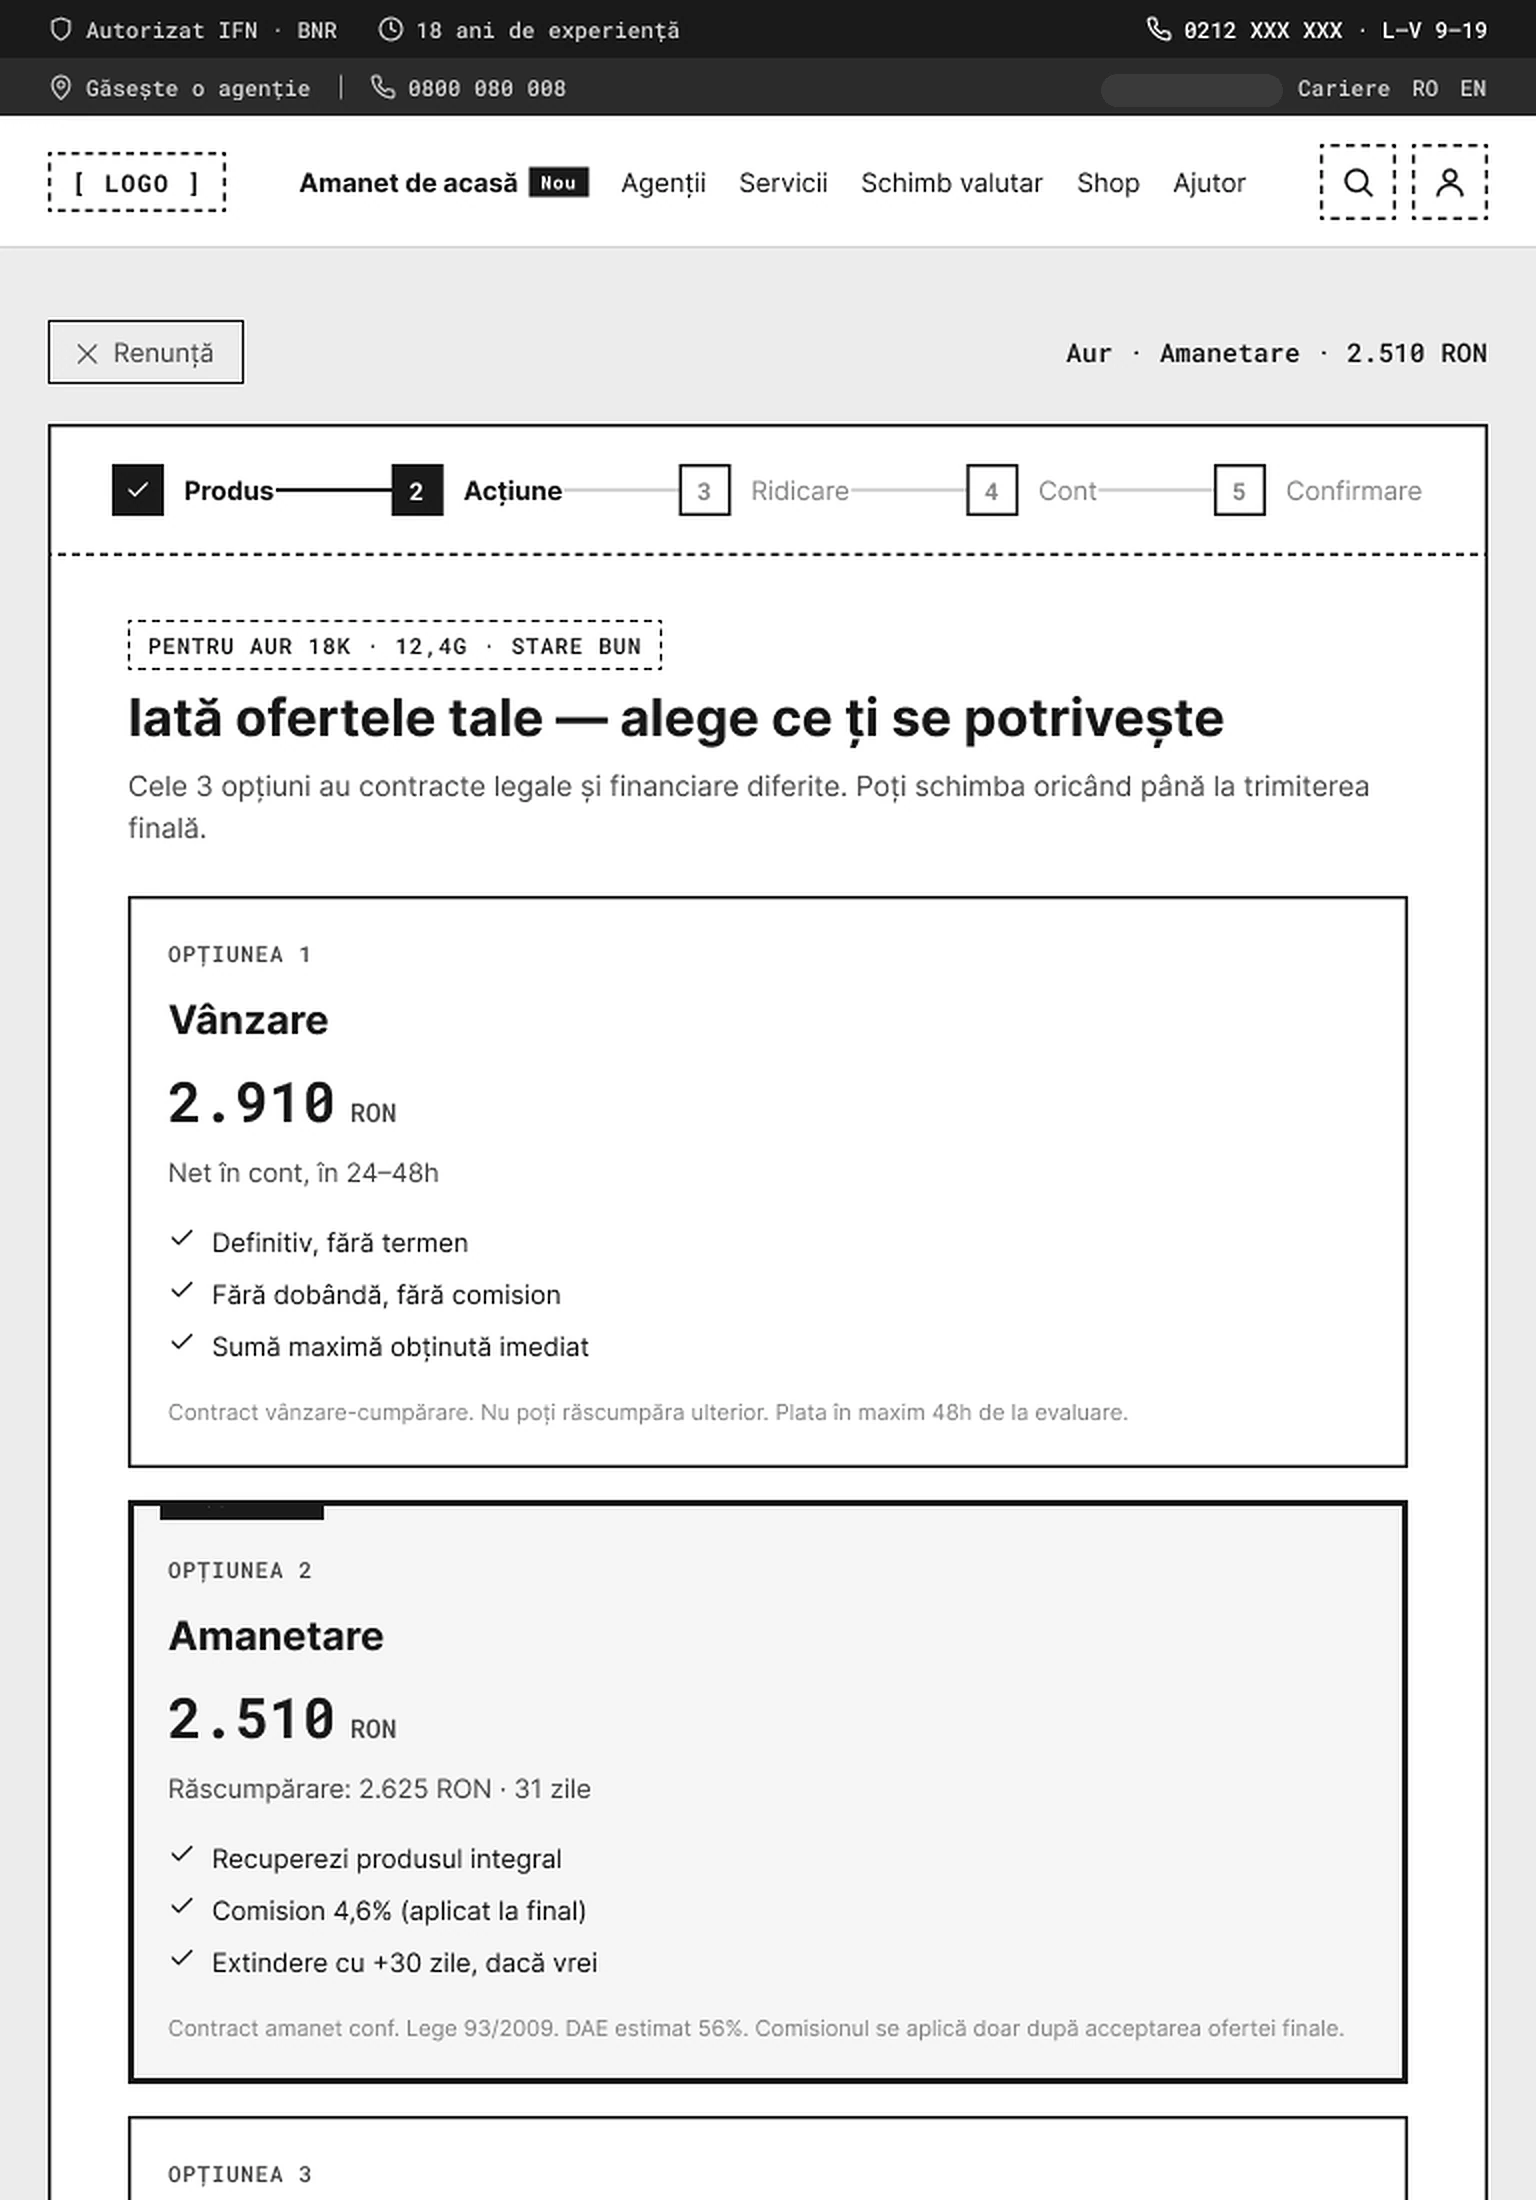 Autorizat IFN · BNR
18 ani de experiență
0212 XXX XXX · L–V 9–19
Găsește o agenție
0800 080 008
Cariere RO EN
[ LOGO ]
Amanet de acasă Nou Agenții Servicii Schimb valutar Shop Ajutor
Renunță
Aur · Amanetare · 2.510 RON
Produs 2 Acțiune 3 Ridicare 4 Cont 5 Confirmare
PENTRU AUR 18K · 12,4G · STARE BUN
Iată ofertele tale — alege ce ți se potrivește
Cele 3 opțiuni au contracte legale și financiare diferite. Poți schimba oricând până la trimiterea
finală.
OPȚIUNEA 1
Vânzare
2.910 RON
Net în cont, în 24–48h
Definitiv, fără termen
Fără dobândă, fără comision
Sumă maximă obținută imediat
Contract vânzare-cumpărare. Nu poți răscumpăra ulterior. Plata în maxim 48h de la evaluare.
OPȚIUNEA 2
Amanetare
2.510 RON
Răscumpărare: 2.625 RON · 31 zile
Recuperezi produsul integral
Comision 4,6% (aplicat la final)
Extindere cu +30 zile, dacă vrei
Contract amanet conf. Lege 93/2009. DAE estimat 56%. Comisionul se aplică doar după acceptarea ofertei finale.
OPȚIUNEA 3